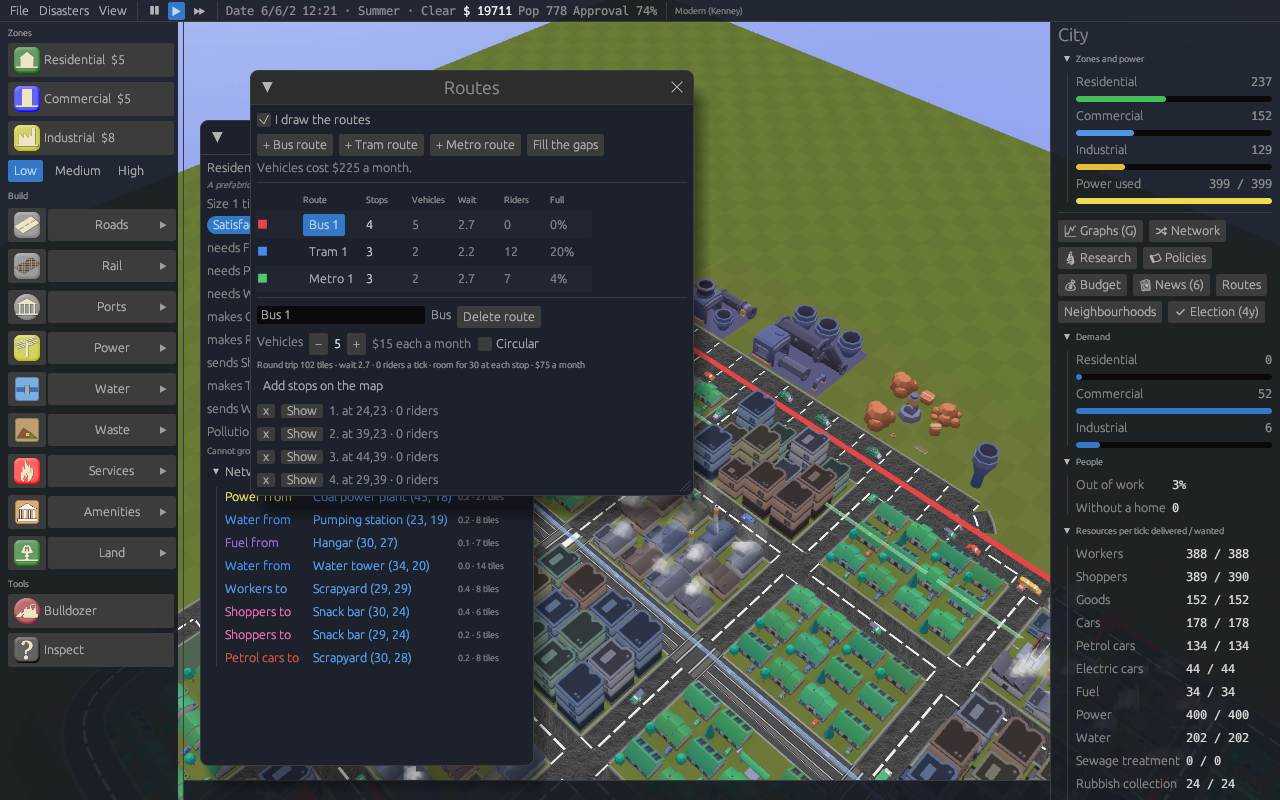 File Disasters View Date 6/6/2 12:21 · Summer · Clear $ 19711 Pop 778 Approval 74% Modern (Kenney)
Zones
Residential $5
Commercial $5
Industrial $8
Low Medium High
Build
Roads
Rail
Ports
Power
Water
Waste
Services
Amenities
Land
Tools
Bulldozer
Inspect
Routes
I draw the routes
+ Bus route + Tram route + Metro route Fill the gaps
Vehicles cost $225 a month.
Route Stops Vehicles Wait Riders Full
Bus 1 4 5 2.7 0 0%
Tram 1 3 2 2.2 12 20%
Metro 1 3 2 2.7 7 4%
Bus 1 Bus Delete route
Vehicles − 5 + $15 each a month Circular
Round trip 102 tiles · wait 2.7 · 0 riders a tick · room for 30 at each stop · $75 a month
Add stops on the map
x Show 1. at 24,23 · 0 riders
x Show 2. at 39,23 · 0 riders
x Show 3. at 44,39 · 0 riders
x Show 4. at 29,39 · 0 riders
Size 1
needs
needs
needs
makes
makes
sends
makes
sends
Power from Coal power plant (45, 18) 0.2 · 27 tiles
Water from Pumping station (23, 19) 0.2 · 8 tiles
Fuel from Hangar (30, 27) 0.1 · 7 tiles
Water from Water tower (34, 20) 0.0 · 14 tiles
Workers to Scrapyard (29, 29) 0.4 · 8 tiles
Shoppers to Snack bar (30, 24) 0.4 · 6 tiles
Shoppers to Snack bar (29, 24) 0.2 · 5 tiles
Petrol cars to Scrapyard (30, 28) 0.2 · 8 tiles
City
Zones and power
Residential 237
Commercial 152
Industrial 129
Power used 399 / 399
Graphs (G) Network
Research Policies
Budget News (6) Routes
Neighbourhoods Election (4y)
Demand
Residential 0
Commercial 52
Industrial 6
People
Out of work 3%
Without a home 0
Resources per tick: delivered / wanted
Workers 388 / 388
Shoppers 389 / 390
Goods 152 / 152
Cars 178 / 178
Petrol cars 134 / 134
Electric cars 44 / 44
Fuel 34 / 34
Power 400 / 400
Water 202 / 202
Sewage treatment 0 / 0
Rubbish collection 24 / 24